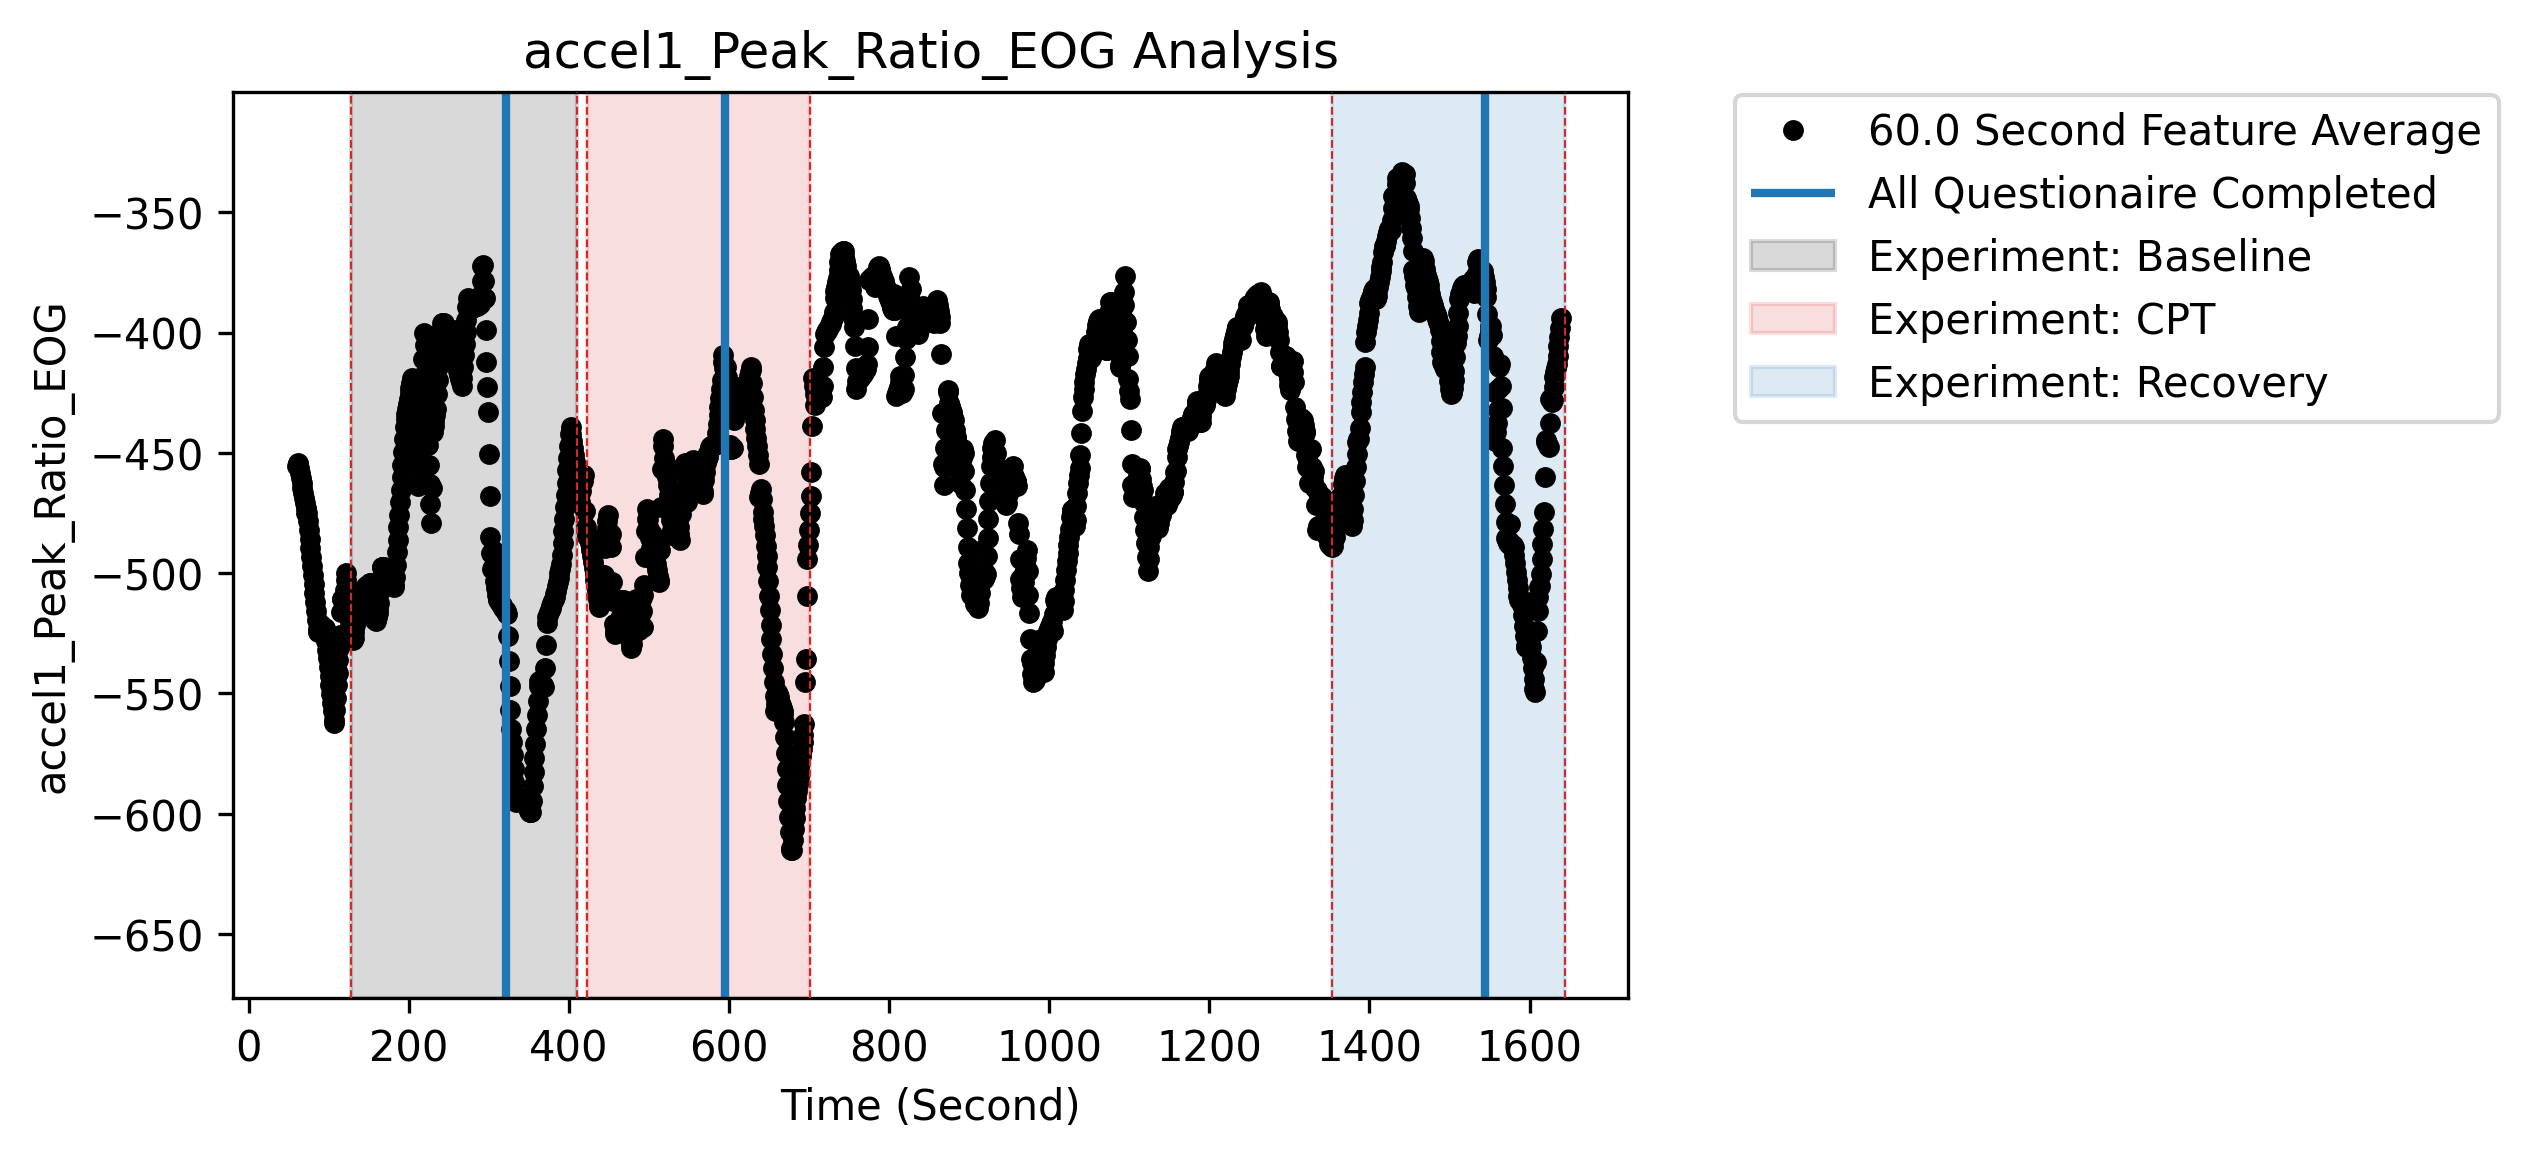 accel1_Peak_Ratio_EOG Analysis
60.0 Second Feature Average
All Questionaire Completed
Experiment: Baseline
Experiment: CPT
Experiment: Recovery
accel1_Peak_Ratio_EOG
−350
−400
−450
−500
−550
−600
−650
0 200 400 600 800 1000 1200 1400 1600
Time (Second)